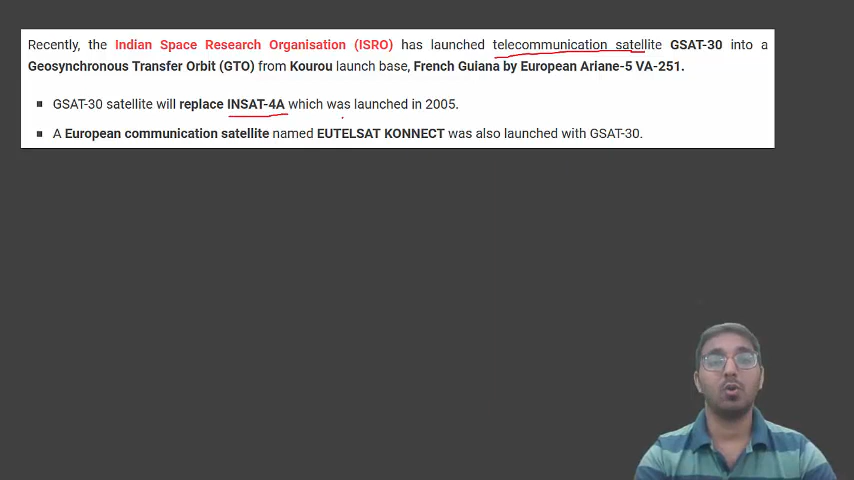 Recently, the Indian Space Research Organisation (ISRO) has launched telecommunication satellite GSAT-30 into a
Geosynchronous Transfer Orbit (GTO) from Kourou launch base, French Guiana by European Ariane-5 VA-251.
GSAT-30 satellite will replace INSAT-4A which was launched in 2005.
A European communication satellite named EUTELSAT KONNECT was also launched with GSAT-30.